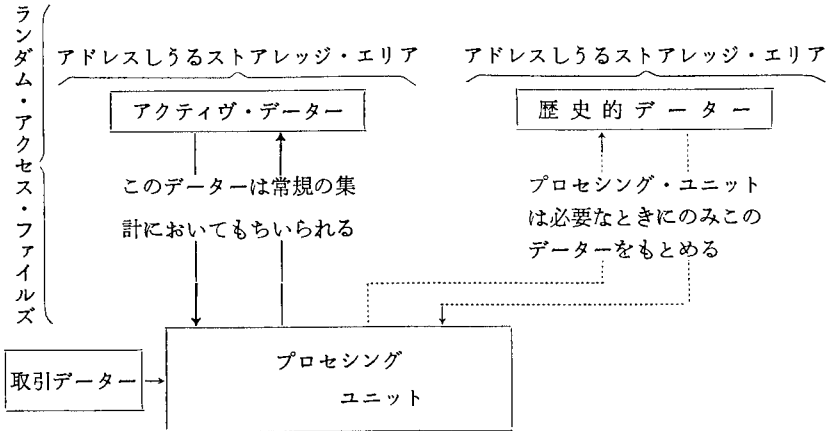 ランダム・アクセス・ファイルズ
アドレスしうるストアレッジ・エリア
アドレスしうるストアレッジ・エリア
アクティヴ・データー
歴史的データー
このデーターは常規の集
計においてもちいられる
プロセシング・ユニット
は必要なときにのみこの
データーをもとめる
取引データー
プロセシング
ユニット